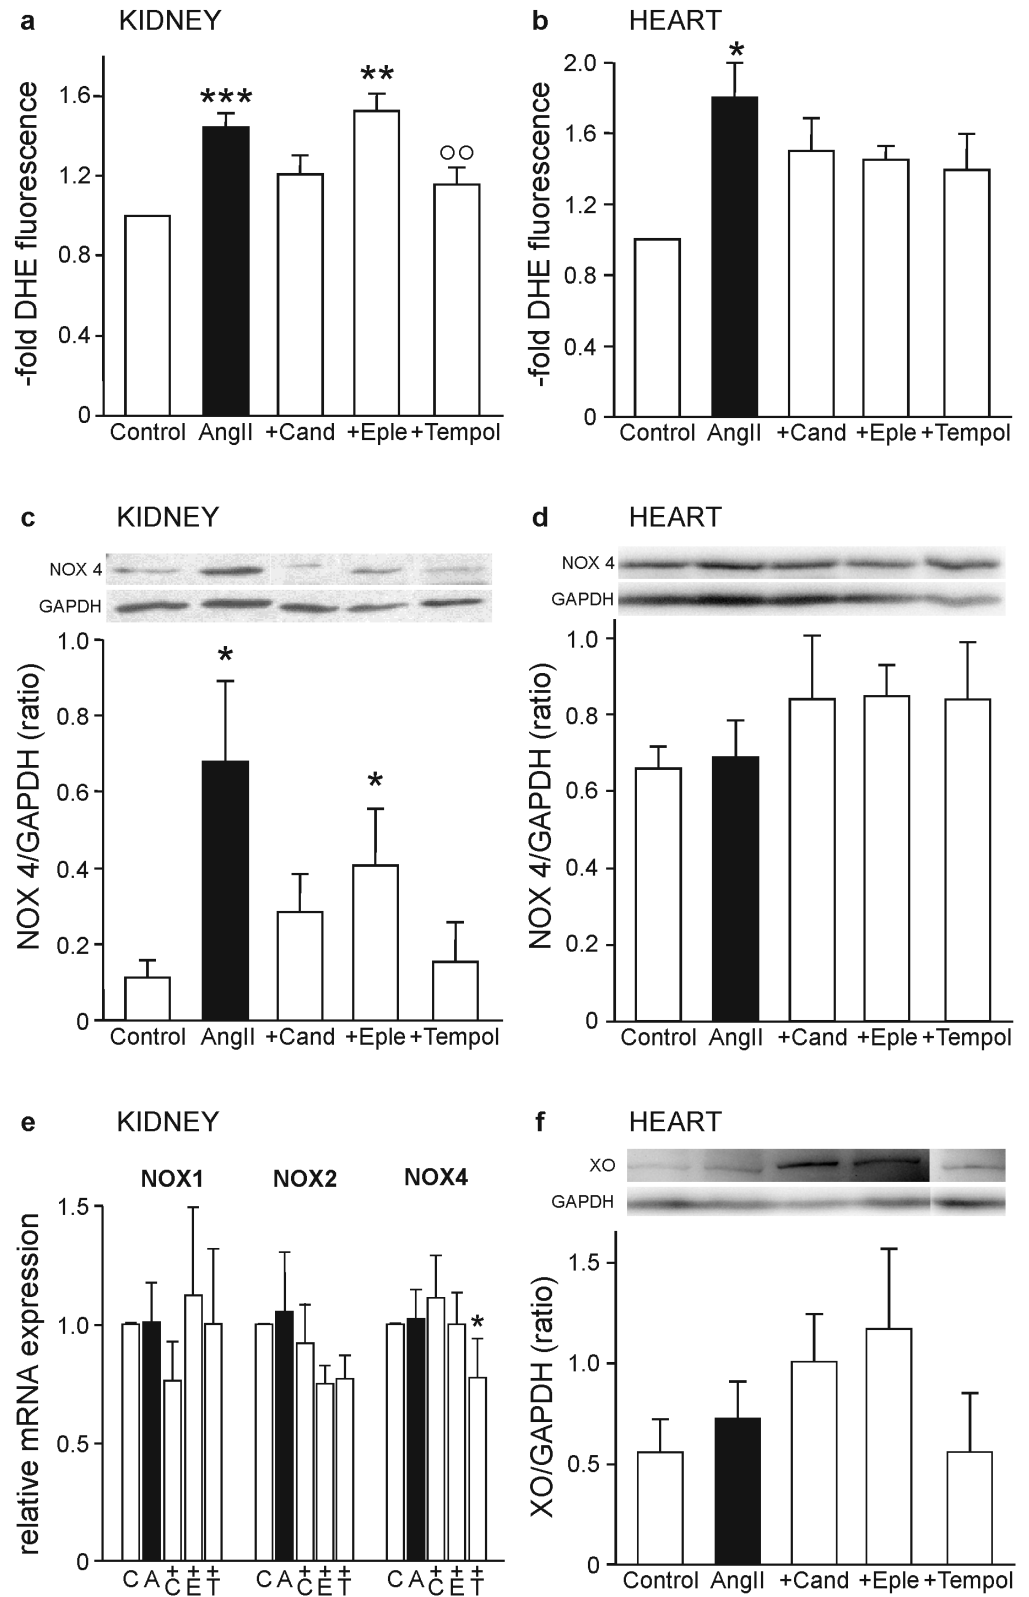 a KIDNEY
-fold DHE fluorescence
1.6
1.2
0.8
0.4
0
***
**
○○
Control AngII +Cand +Eple +Tempol
b HEART
-fold DHE fluorescence
2.0
1.6
1.2
0.8
0.4
0
*
Control AngII +Cand +Eple +Tempol
c KIDNEY
NOX 4
GAPDH
NOX 4/GAPDH (ratio)
1.0
0.8
0.6
0.4
0.2
0
*
*
Control AngII +Cand +Eple +Tempol
d HEART
NOX 4
GAPDH
NOX 4/GAPDH (ratio)
1.0
0.8
0.6
0.4
0.2
0
Control AngII +Cand +Eple +Tempol
e KIDNEY
NOX1 NOX2 NOX4
relative mRNA expression
1.5
1.0
0.5
0
*
C A +C +E +T C A +C +E +T C A +C +E +T
f HEART
XO
GAPDH
XO/GAPDH (ratio)
1.5
1.0
0.5
0
Control AngII +Cand +Eple +Tempol